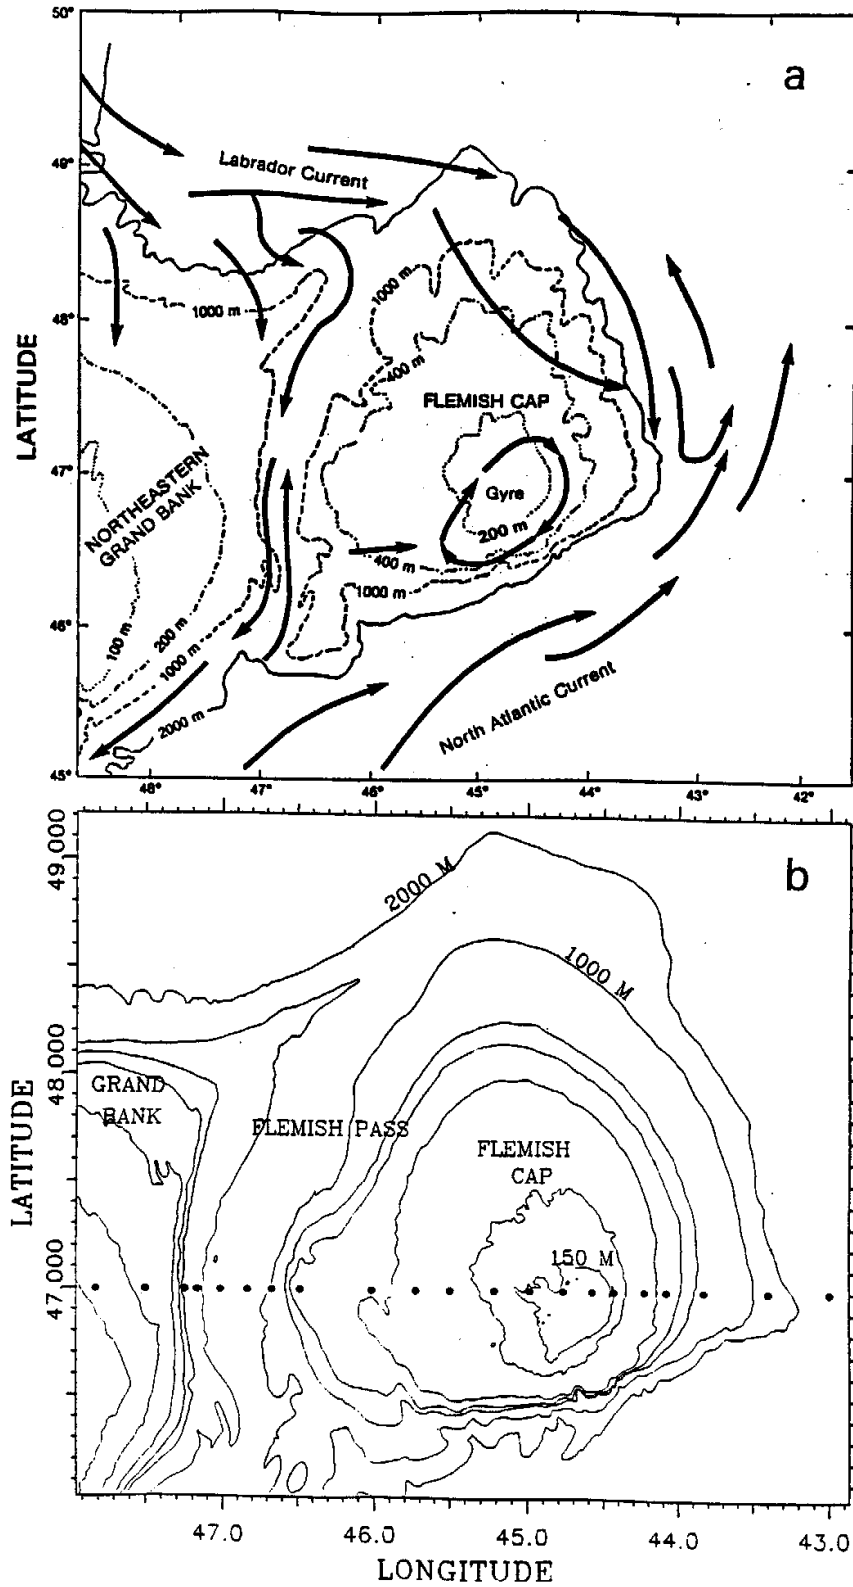 50°
a
Labrador Current
49°
1000 m
1000 m
48°
400 m
FLEMISH CAP
LATITUDE
47°
NORTHEASTERN
GRAND BANK
Gyre
200 m
400 m
1000 m
46°
100 m
200 m
1000 m
2000 m
North Atlantic Current
45°
48°
47°
46°
45°
44°
43°
42°
b
49,000
2000 M
1000 M
48,000
GRAND
BANK
FLEMISH PASS
FLEMISH
CAP
LATITUDE
47,000
150 M
47.0
46.0
45.0
44.0
43.0
LONGITUDE